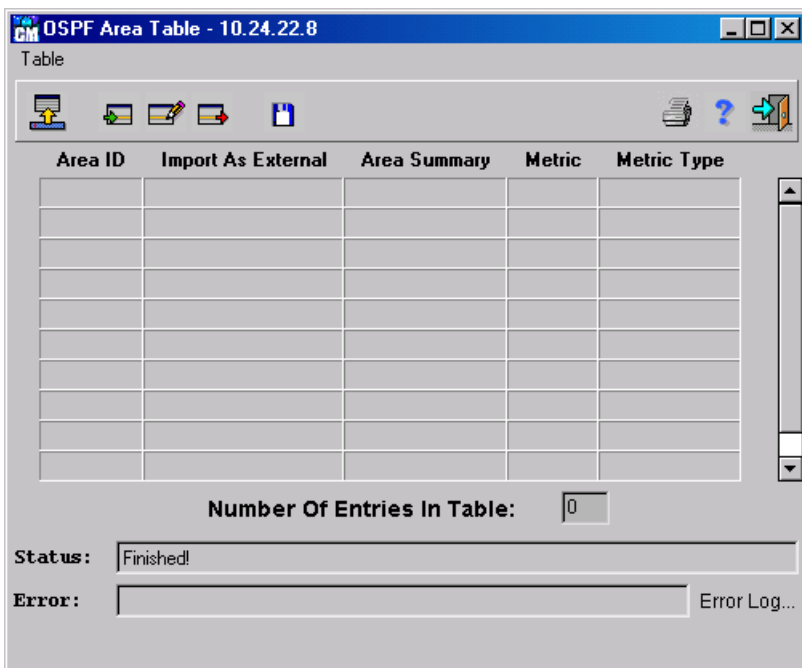 CM OSPF Area Table - 10.24.22.8
Table
?
Area ID Import As External Area Summary Metric Metric Type
Number Of Entries In Table: 0
Status: Finished!
Error: Error Log...